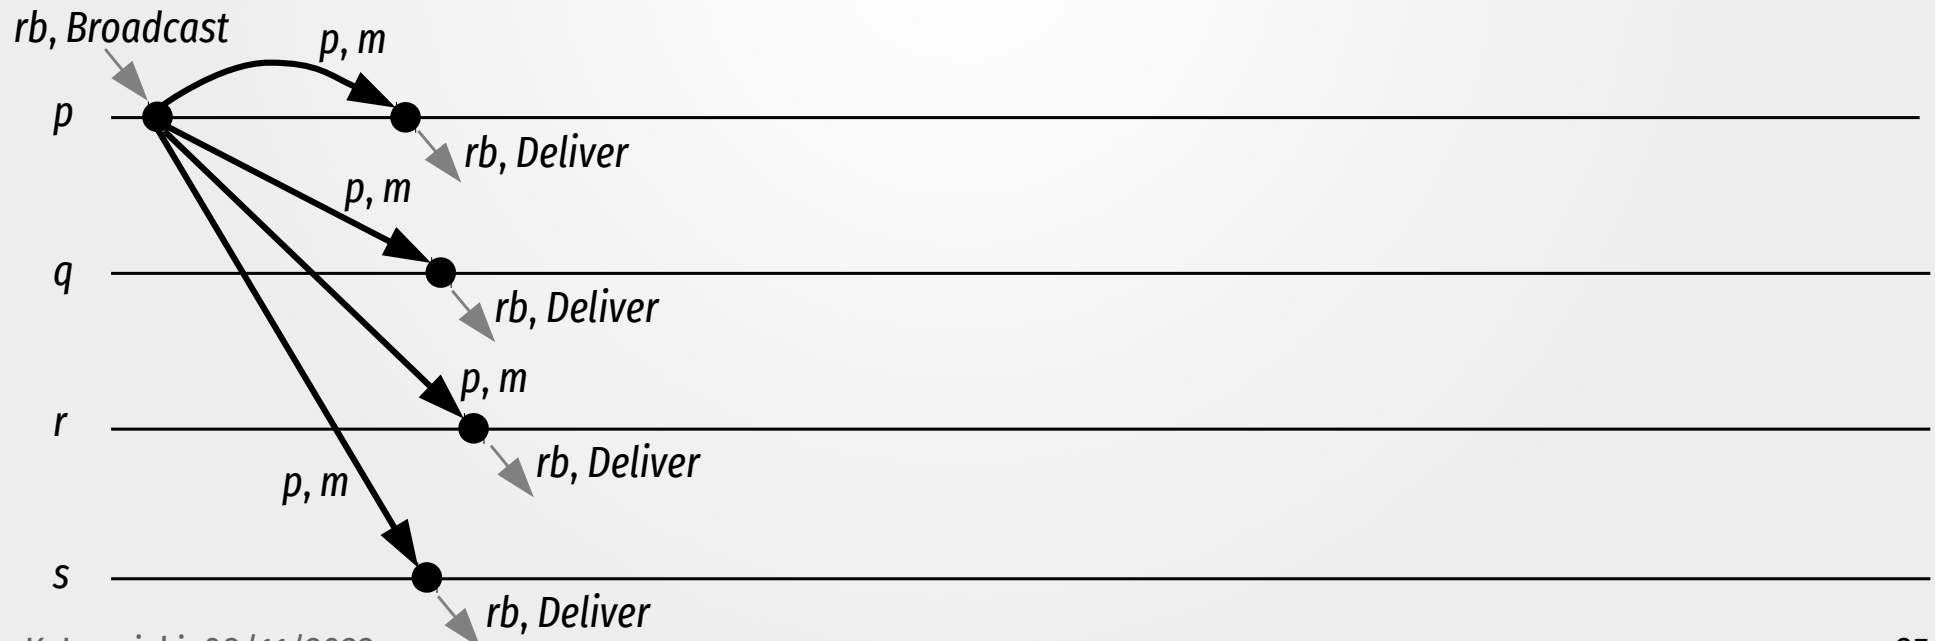 rb, Broadcast
p, m
p
rb, Deliver
p, m
q
rb, Deliver
p, m
r
rb, Deliver
p, m
s
rb, Deliver